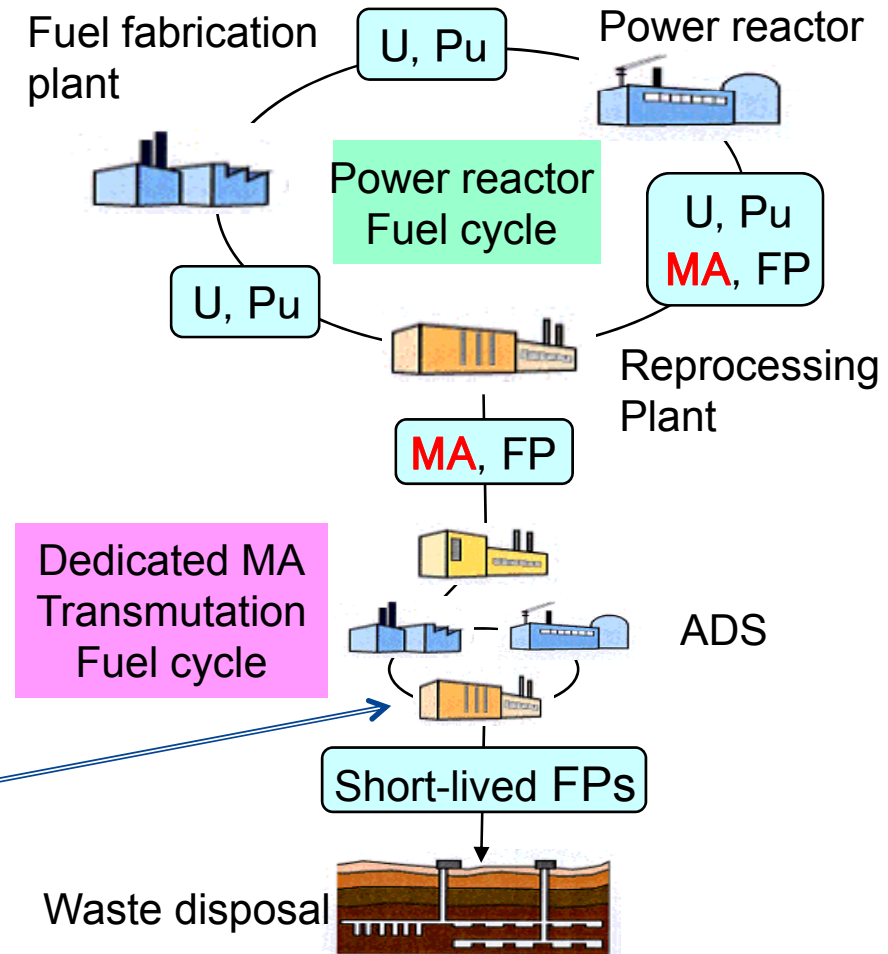 Fuel fabrication
plant
U, Pu
Power reactor
Power reactor
Fuel cycle
U, Pu
MA, FP
U, Pu
Reprocessing
Plant
MA, FP
Dedicated MA
Transmutation
Fuel cycle
ADS
Short-lived FPs
Waste disposal